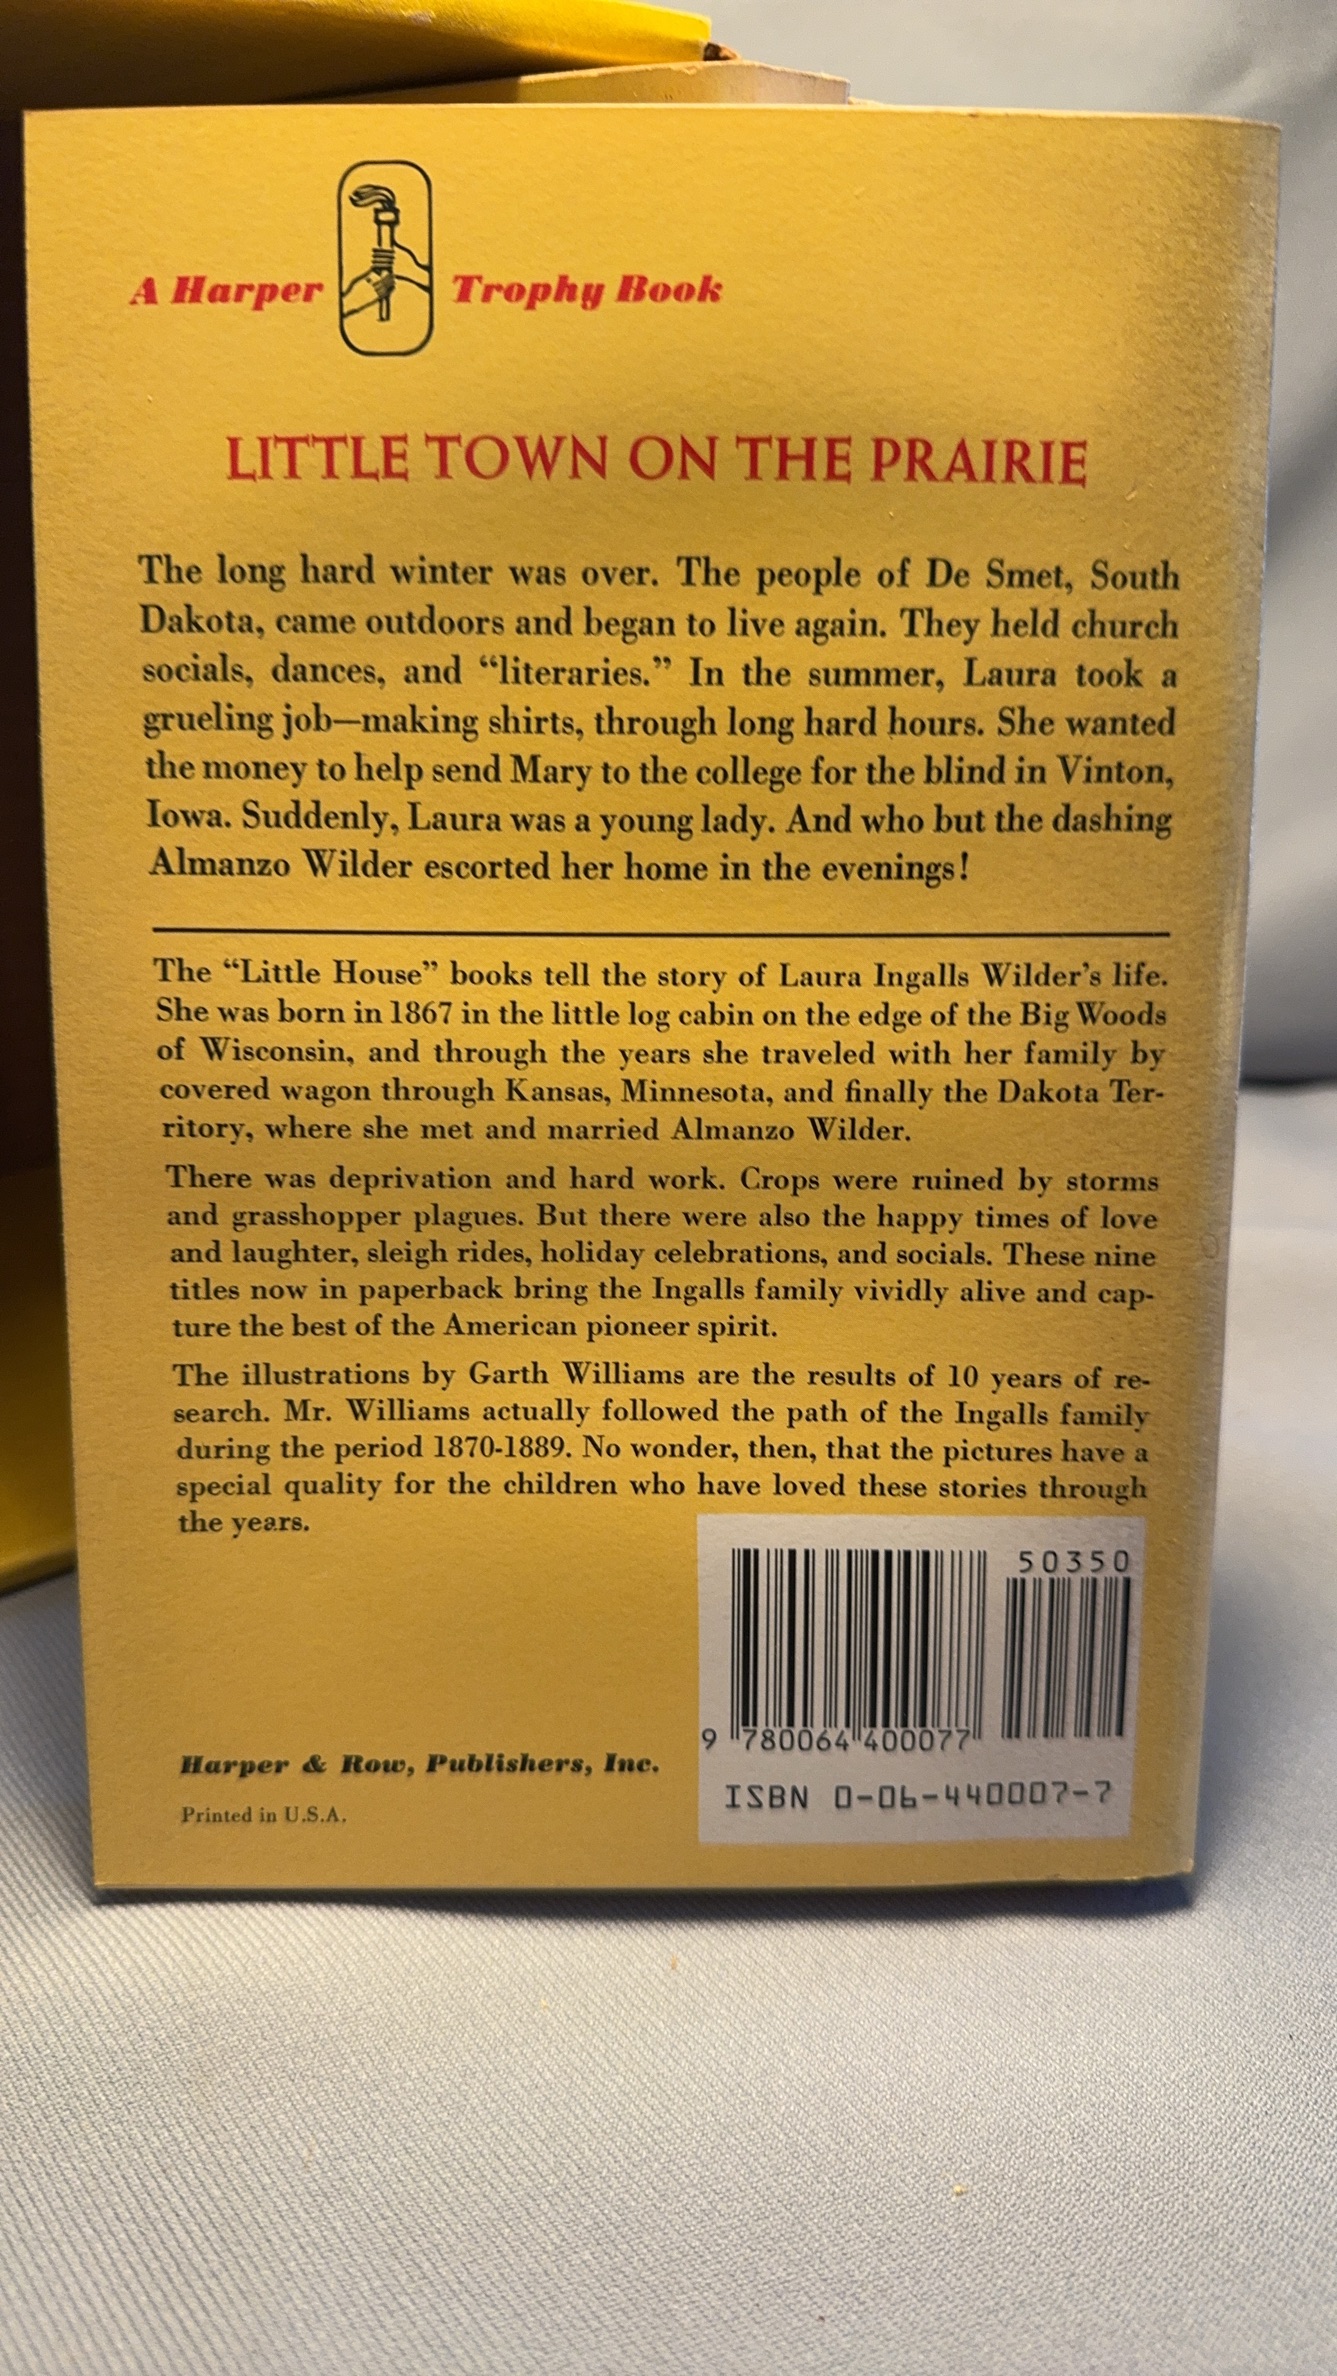 A Harper Trophy Book
LITTLE TOWN ON THE PRAIRIE
The long hard winter was over. The people of De Smet, South
Dakota, came outdoors and began to live again. They held church
socials, dances, and “literaries.” In the summer, Laura took a
grueling job—making shirts, through long hard hours. She wanted
the money to help send Mary to the college for the blind in Vinton,
Iowa. Suddenly, Laura was a young lady. And who but the dashing
Almanzo Wilder escorted her home in the evenings!
The “Little House” books tell the story of Laura Ingalls Wilder’s life.
She was born in 1867 in the little log cabin on the edge of the Big Woods
of Wisconsin, and through the years she traveled with her family by
covered wagon through Kansas, Minnesota, and finally the Dakota Ter-
ritory, where she met and married Almanzo Wilder.
There was deprivation and hard work. Crops were ruined by storms
and grasshopper plagues. But there were also the happy times of love
and laughter, sleigh rides, holiday celebrations, and socials. These nine
titles now in paperback bring the Ingalls family vividly alive and cap-
ture the best of the American pioneer spirit.
The illustrations by Garth Williams are the results of 10 years of re-
search. Mr. Williams actually followed the path of the Ingalls family
during the period 1870-1889. No wonder, then, that the pictures have a
special quality for the children who have loved these stories through
the years.
50350
9 780064 400077
ISBN 0-06-440007-7
Harper & Row, Publishers, Inc.
Printed in U.S.A.